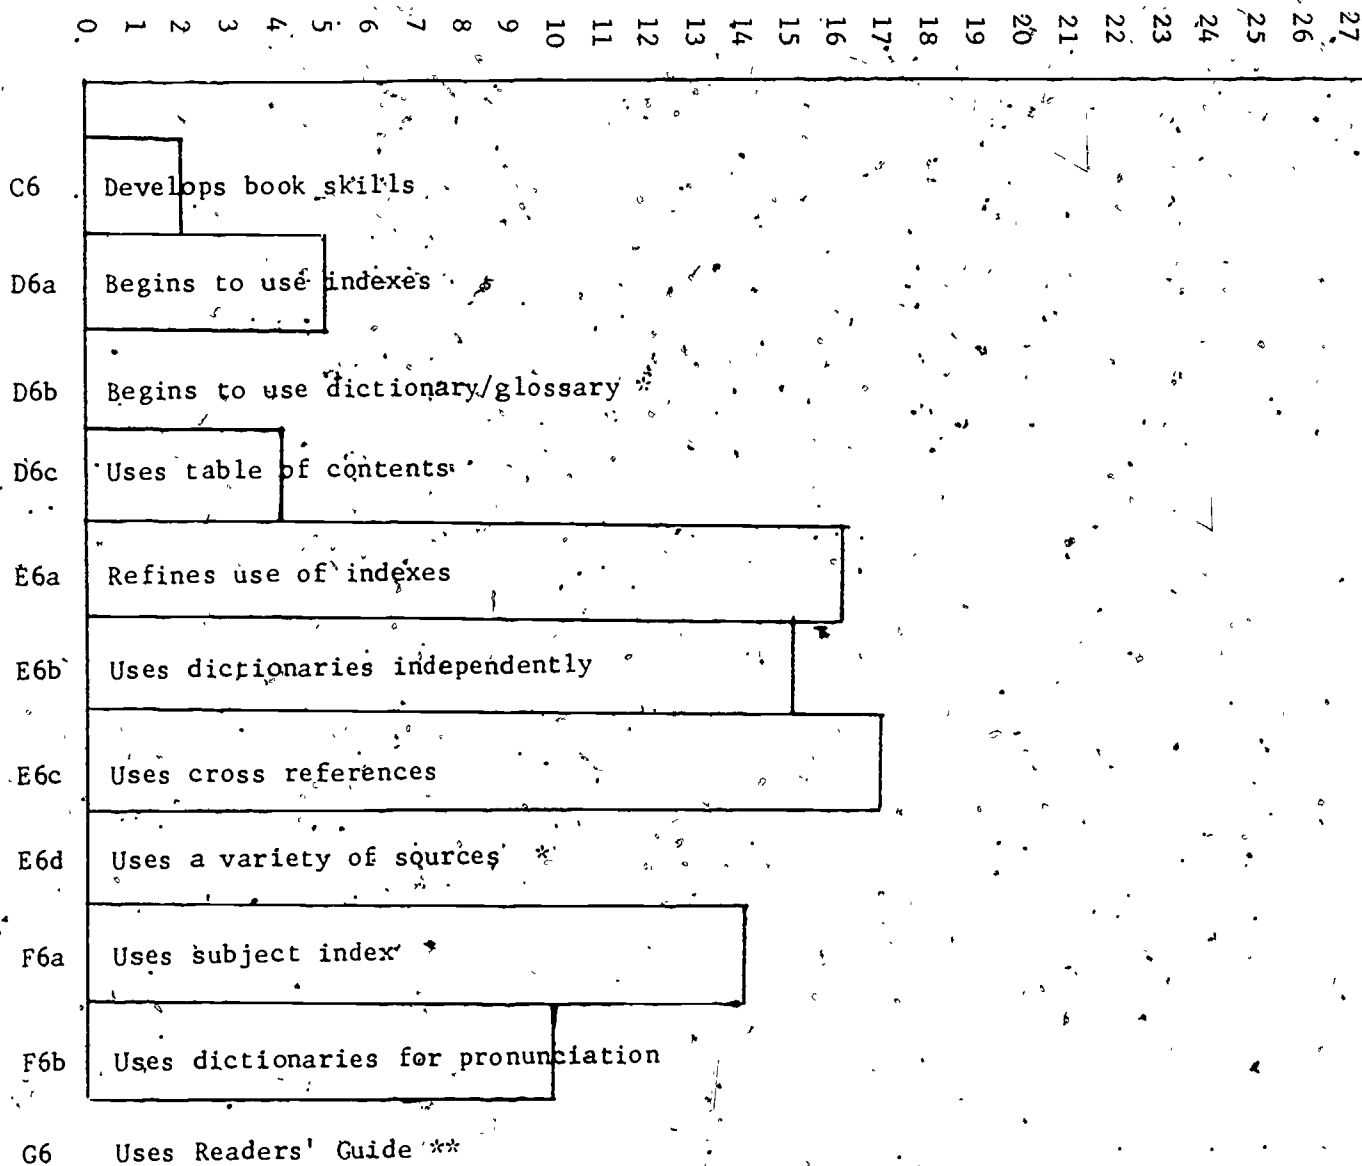 0 1 2 3 4 5 6 7 8 9 10 11 12 13 14 15 16 17 18 19 20 21 22 23 24 25 26 27
C6 Develops book skills
D6a Begins to use indexes
D6b Begins to use dictionary/glossary *
D6c Uses table of contents
E6a Refines use of indexes
E6b Uses dictionaries independently
E6c Uses cross references
E6d Uses a variety of sources *
F6a Uses subject index
F6b Uses dictionaries for pronunciation
G6 Uses Readers' Guide **